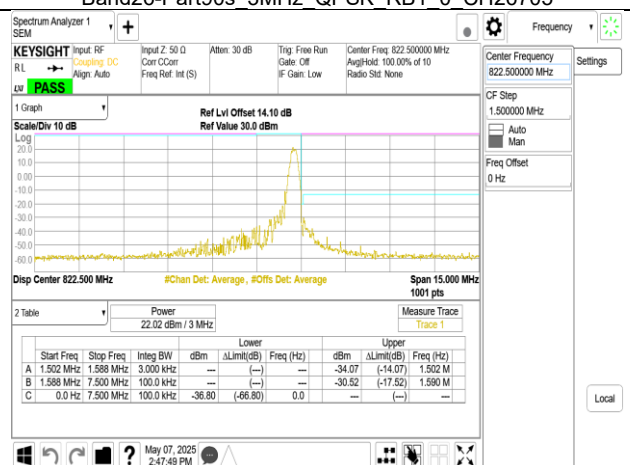 Band26-Part90s_3MHz_QPSK_RB1_0_CH26705
Spectrum Analyzer 1
SEM
KEYSIGHT
RL
LXI
PASS
Input: RF
Coupling: DC
Align: Auto
Input Z: 50 Ω
Corr CCorr
Freq Ref: Int (S)
Atten: 30 dB
Trig: Free Run
Gate: Off
IF Gain: Low
Center Freq: 822.500000 MHz
Avg|Hold: 100.00% of 10
Radio Std: None
1 Graph
Scale/Div 10 dB
Ref Lvl Offset 14.10 dB
Ref Value 30.0 dBm
Log
20.0
10.0
0.00
-10.0
-20.0
-30.0
-40.0
-50.0
-60.0
Disp Center 822.500 MHz
#Chan Det: Average , #Offs Det: Average
Span 15.000 MHz
1001 pts
2 Table
Power
22.02 dBm / 3 MHz
Measure Trace
Trace 1
Lower Upper
Start Freq Stop Freq Integ BW dBm ΔLimit(dB) Freq (Hz) dBm ΔLimit(dB) Freq (Hz)
A 1.502 MHz 1.588 MHz 3.000 kHz --- (---) --- -34.07 (-14.07) 1.502 M
B 1.588 MHz 7.500 MHz 100.0 kHz --- (---) --- -30.52 (-17.52) 1.590 M
C 0.0 Hz 7.500 MHz 100.0 kHz -36.80 (-66.80) 0.0 --- (---) ---
May 07, 2025
2:47:49 PM
Frequency
Center Frequency
822.500000 MHz
Settings
CF Step
1.500000 MHz
Auto
Man
Freq Offset
0 Hz
Local